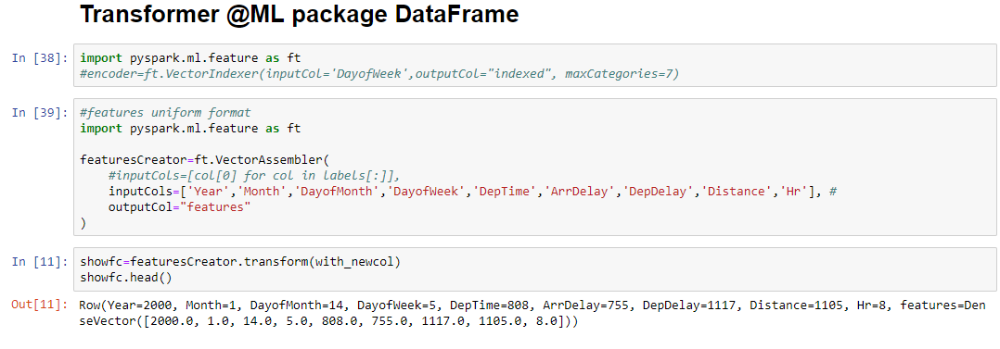 Transformer @ML package DataFrame
In [38]: import pyspark.ml.feature as ft
#encoder=ft.VectorIndexer(inputCol='DayofWeek',outputCol="indexed", maxCategories=7)
In [39]: #features uniform format
import pyspark.ml.feature as ft
featuresCreator=ft.VectorAssembler(
#inputCols=[col[0] for col in labels[:]],
inputCols=['Year','Month','DayofMonth','DayofWeek','DepTime','ArrDelay','DepDelay','Distance','Hr'], #
outputCol="features"
)
In [11]: showfc=featuresCreator.transform(with_newcol)
showfc.head()
Out[11]: Row(Year=2000, Month=1, DayofMonth=14, DayofWeek=5, DepTime=808, ArrDelay=755, DepDelay=1117, Distance=1105, Hr=8, features=Den
seVector([2000.0, 1.0, 14.0, 5.0, 808.0, 755.0, 1117.0, 1105.0, 8.0]))